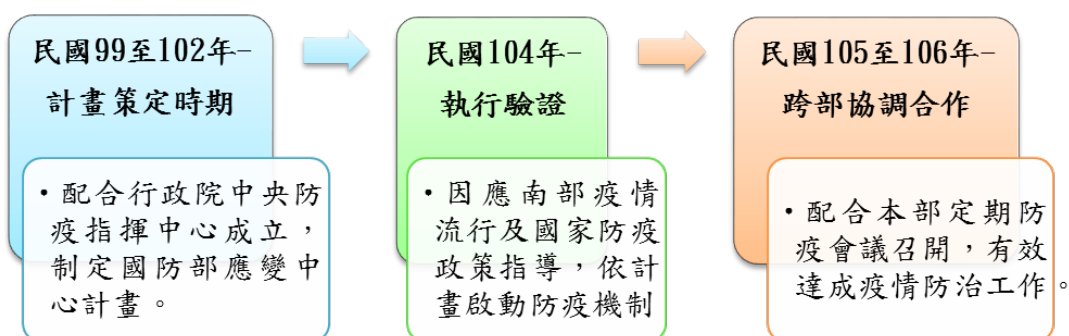 民國99至102年-
計畫策定時期
・配合行政院中央防
疫指揮中心成立，
制定國防部應變中
心計畫。
民國104年-
執行驗證
・因應南部疫情
流行及國家防疫
政策指導，依計
畫啟動防疫機制
民國105至106年-
跨部協調合作
・配合本部定期防
疫會議召開，有效
達成疫情防治工作。